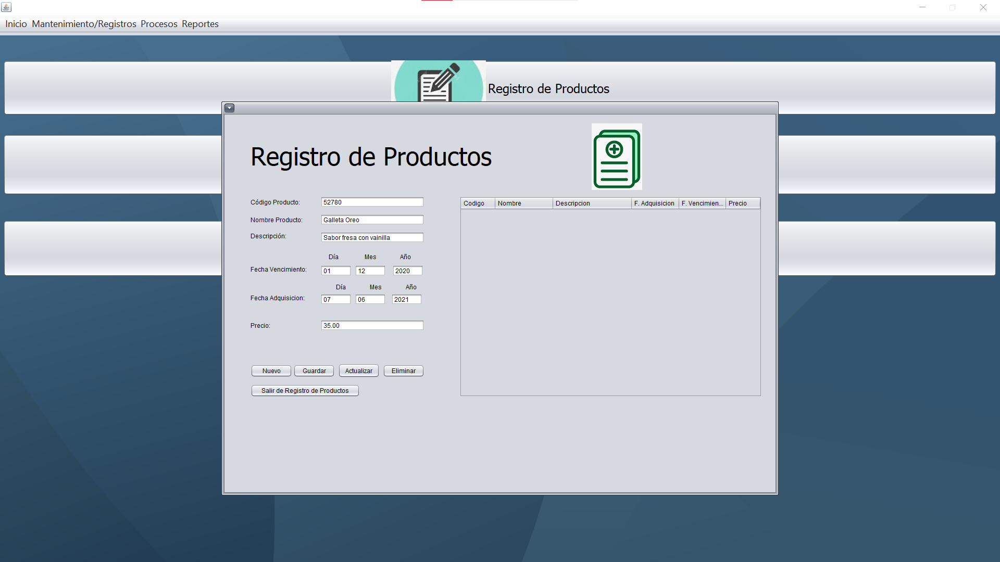 Inicio Mantenimiento/Registros Procesos Reportes
Registro de Productos
Registro de Productos
Código Producto: 52780
Nombre Producto: Galleta Oreo
Descripción: Sabor fresa con vainilla
Día Mes Año
Fecha Vencimiento: 01 12 2020
Día Mes Año
Fecha Adquisicion: 07 06 2021
Precio: 35.00
Nuevo Guardar Actualizar Eliminar
Salir de Registro de Productos
Codigo Nombre Descripcion F. Adquisicion F. Vencimien... Precio